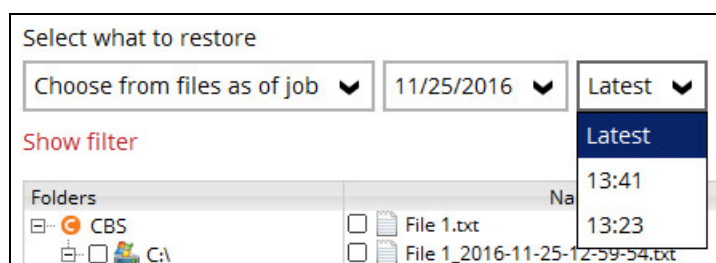 Select what to restore
Choose from files as of job 11/25/2016 Latest
Show filter
Latest
13:41
13:23
Folders Na
CBS File 1.txt
C:\ File 1_2016-11-25-12-59-54.txt